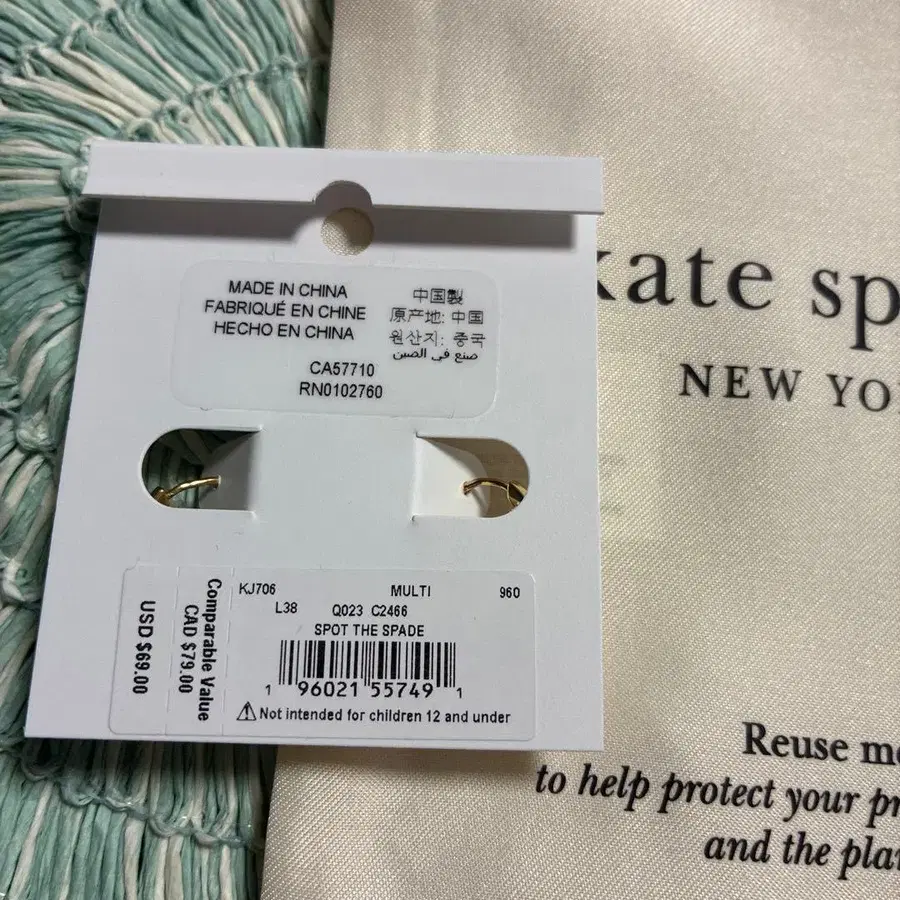 MADE IN CHINA
FABRIQUÉ EN CHINE
HECHO EN CHINA
中国製
原产地: 中国
원산지: 중국
صنع في الصين
CA57710
RN0102760
KJ706 MULTI 960
L38 Q023 C2466
SPOT THE SPADE
1 96021 55749 1
⚠Not intended for children 12 and under
Comparable Value
CAD $79.00
USD $69.00
kate sp
NEW YO
Reuse me
to help protect your pr
and the plan